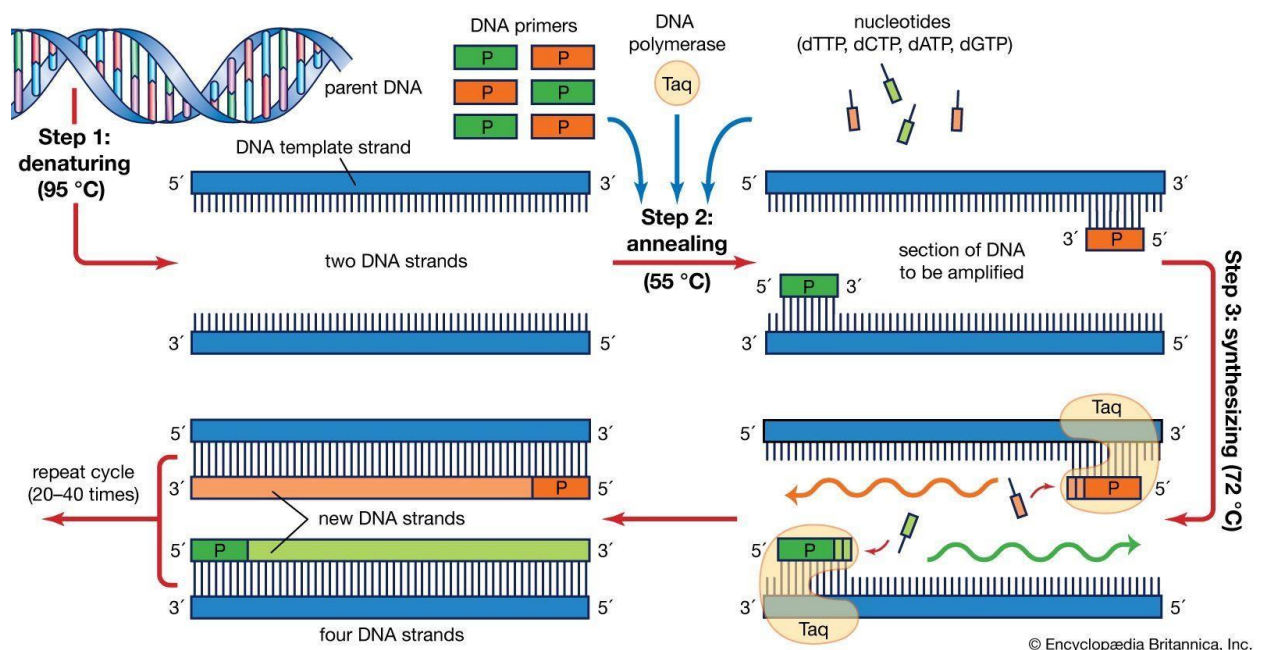 parent DNA
Step 1:
denaturing
(95 °C)
DNA primers
P
P
P
P
P
P
DNA
polymerase
Taq
nucleotides
(dTTP, dCTP, dATP, dGTP)
DNA template strand
5′
3′
two DNA strands
3′
5′
Step 2:
annealing
(55 °C)
5′
3′
3′
P
5′
section of DNA
to be amplified
5′
P
3′
3′
5′
Step 3: synthesizing (72 °C)
Taq
5′
3′
P
5′
5′
P
3′
5′
Taq
5′
3′
3′
P
5′
new DNA strands
5′
P
3′
3′
5′
four DNA strands
repeat cycle
(20–40 times)
© Encyclopædia Britannica, Inc.